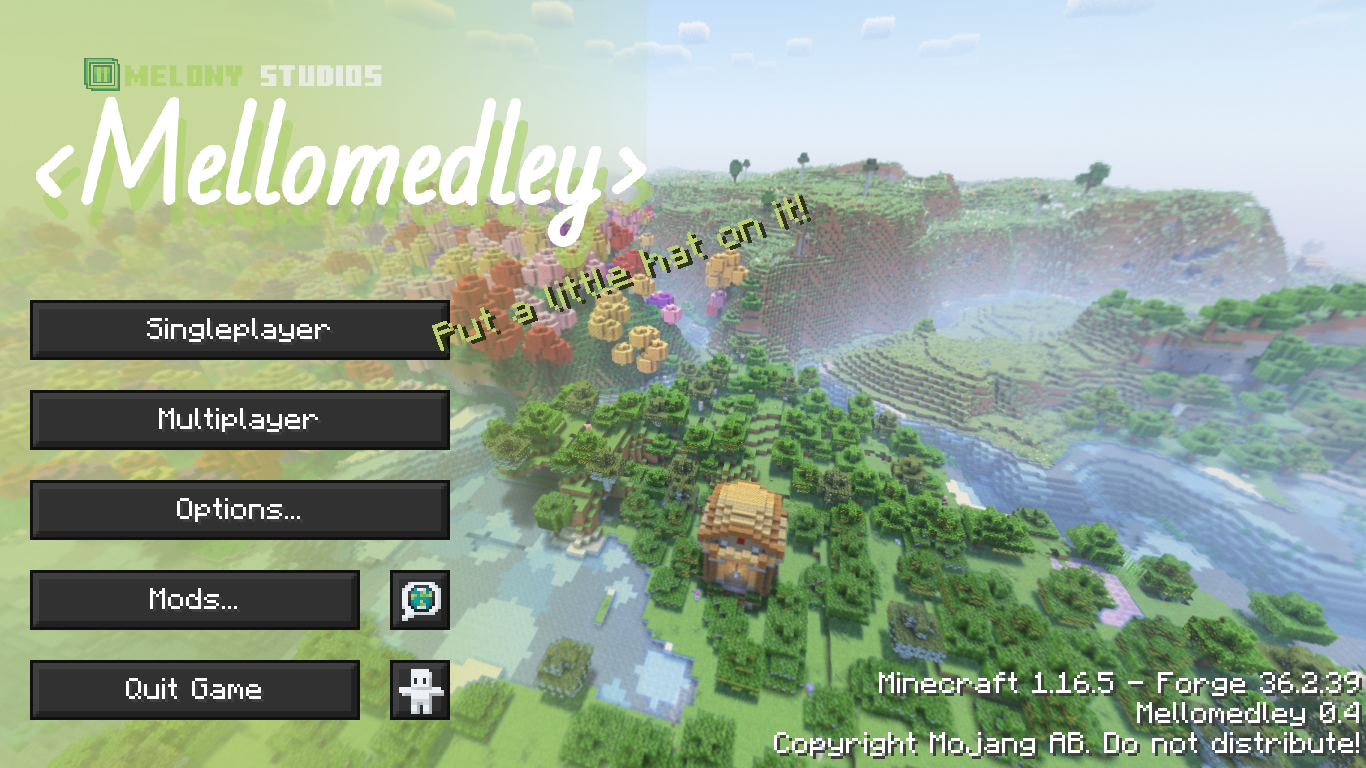 MELONY STUDIOS
<Mellomedley>
Put a little hat on it!
Singleplayer
Multiplayer
Options...
Mods...
Quit Game
Minecraft 1.16.5 - Forge 36.2.39
Mellomedley 0.4
Copyright Mojang AB. Do not distribute!